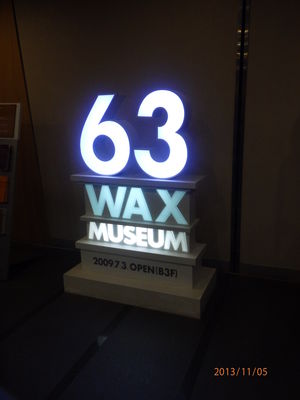 63
WAX
MUSEUM
2009.7.3. OPEN(B3F)
2013/11/05